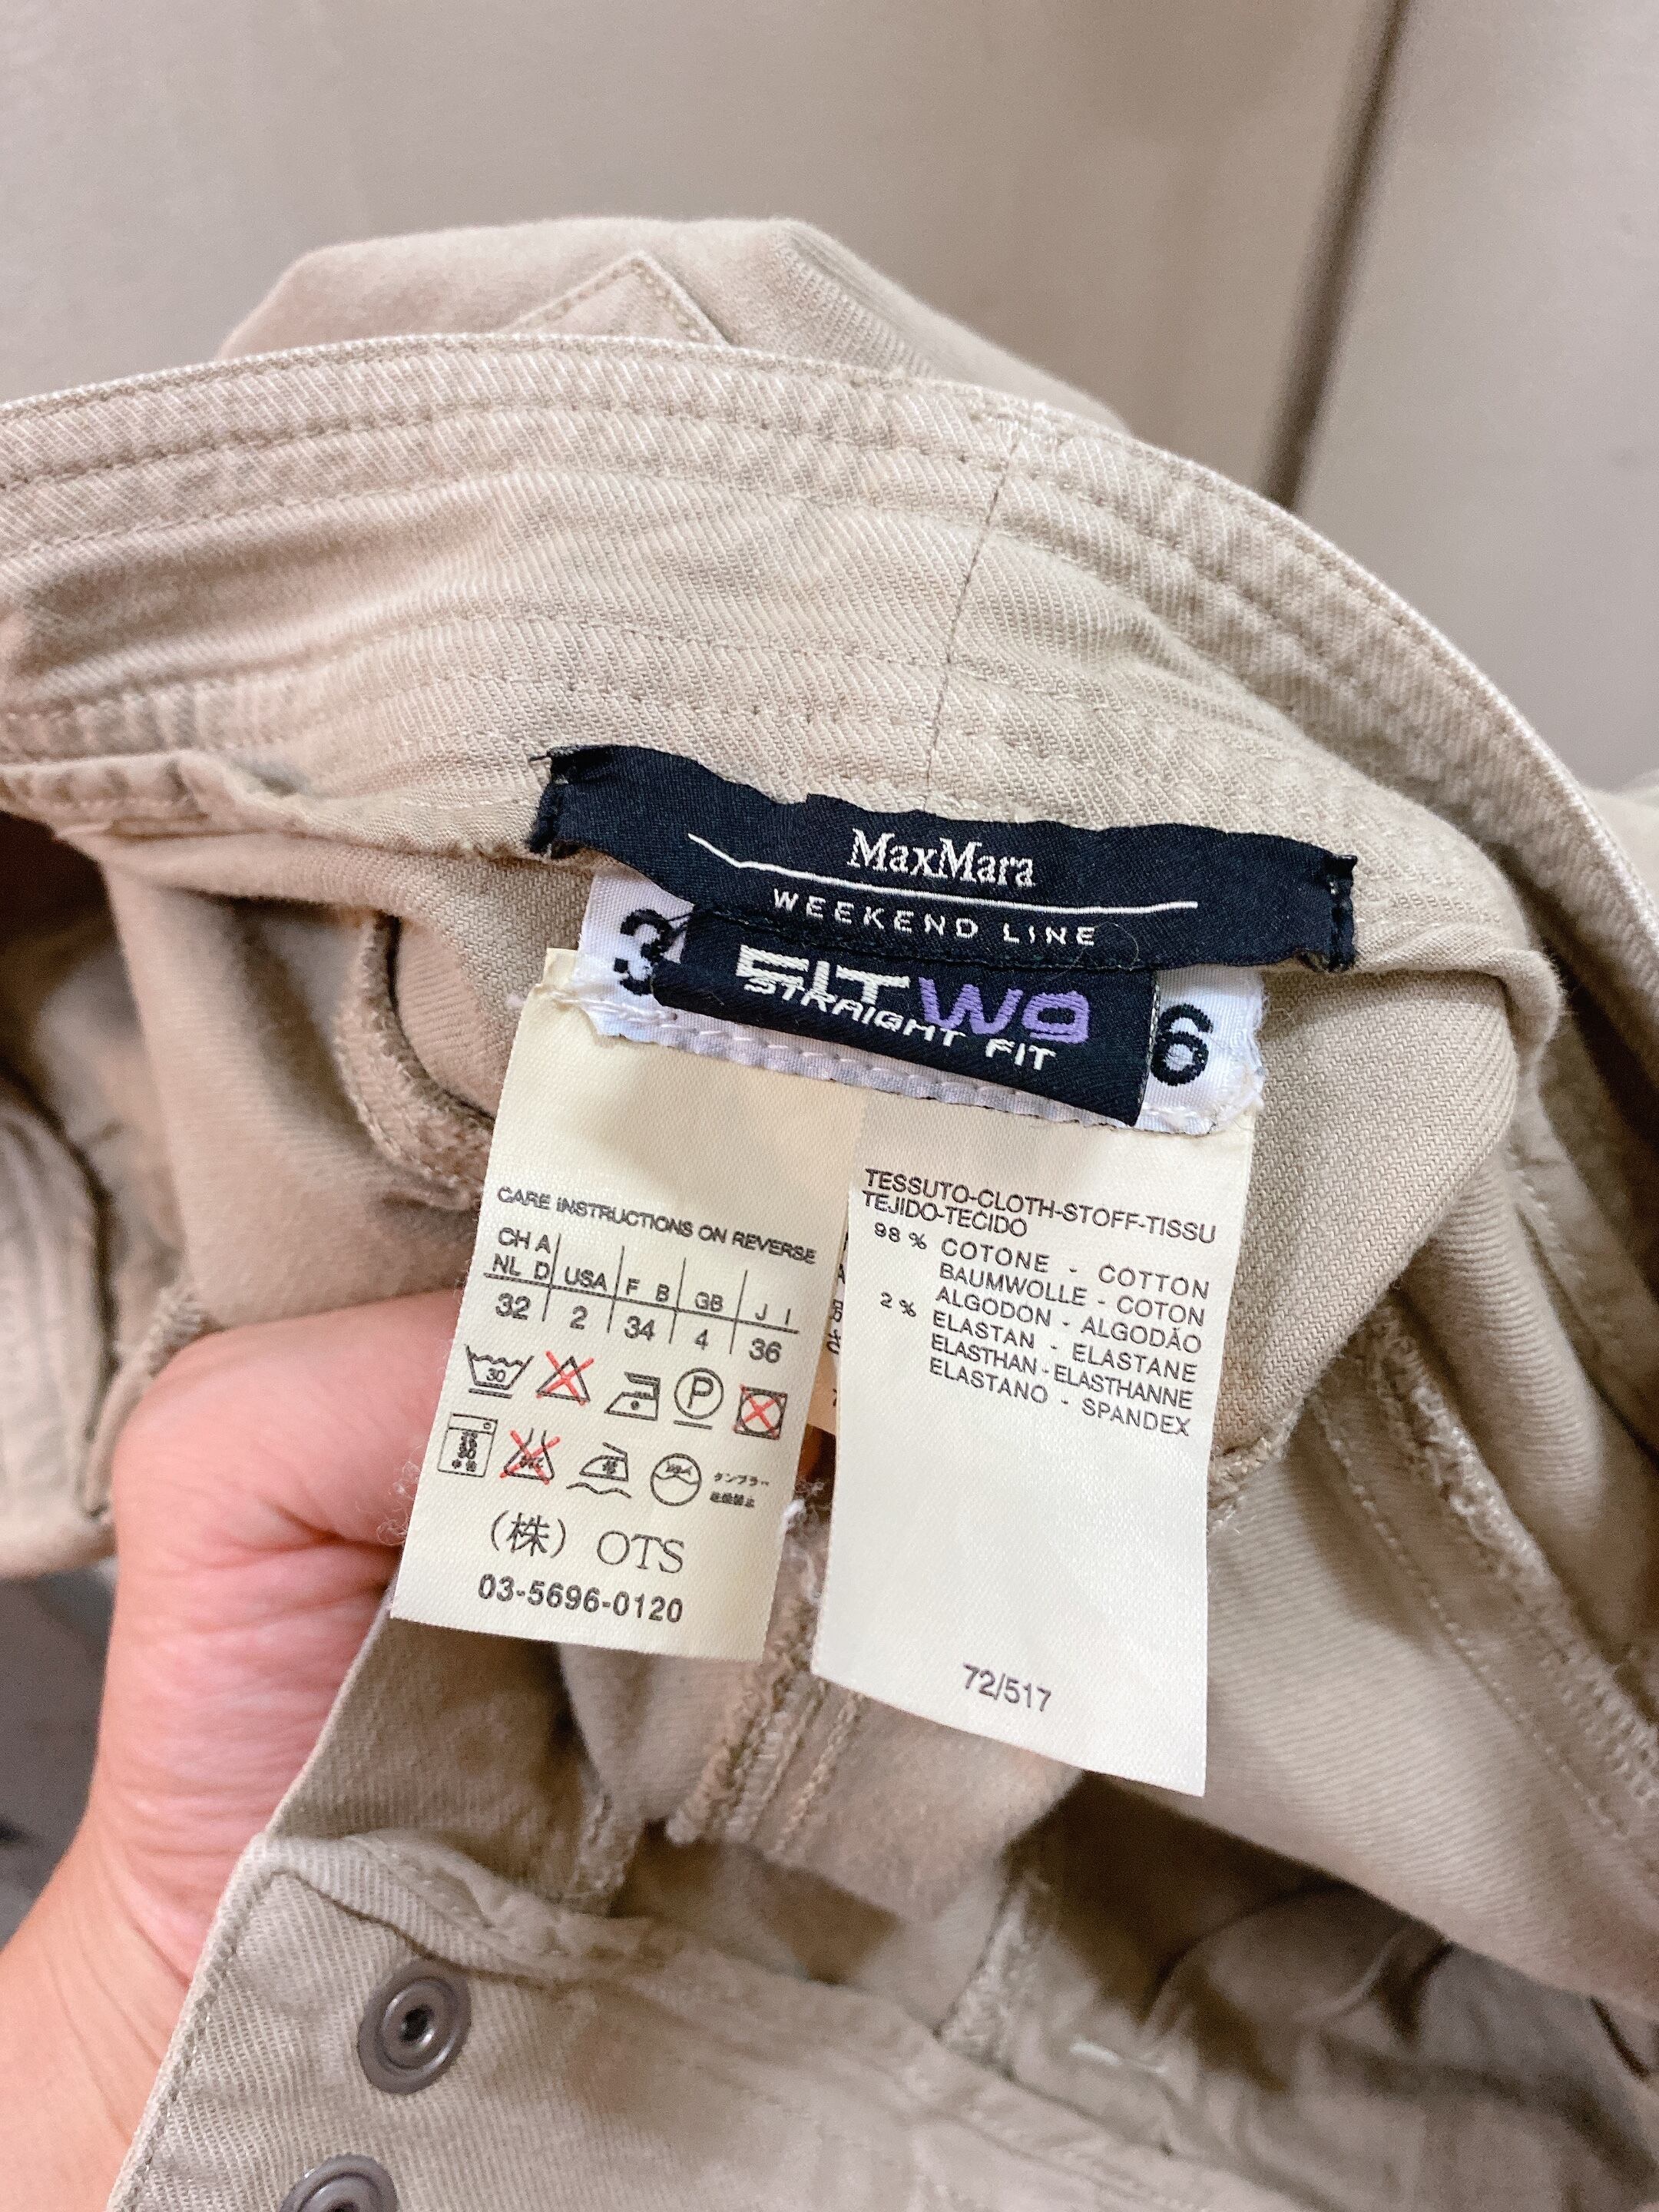 MaxMara
WEEKEND LINE
3 6
FITWO
STRAIGHT FIT
CARE INSTRUCTIONS ON REVERSE
CH A USA F B GB J I
NL D
32 2 34 4 36
30
P
タンブラー
OTS
(株) OTS
03-5696-0120
TESSUTO-CLOTH-STOFF-TISSU
TEJIDO-TECIDO
98 % COTONE - COTTON
BAUMWOLLE - COTON
ALGODON - ALGODÃO
2 % ELASTAN - ELASTANE
ELASTHAN - ELASTHANNE
ELASTANO - SPANDEX
72/517